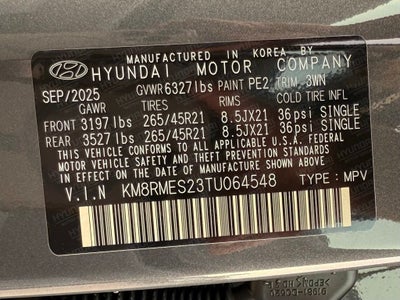 MANUFACTURED IN KOREA BY
HYUNDAI MOTOR COMPANY
SEP/2025 GVWR 6327 lbs PAINT PE2 TRIM 3WN
GAWR TIRES RIMS COLD TIRE INFL
FRONT 3197 lbs 265/45R21 8.5JX21 36psi SINGLE
REAR 3527 lbs 265/45R21 8.5JX21 36psi SINGLE
THIS VEHICLE CONFORMS TO ALL APPLICABLE U.S.A. FEDERAL
MOTOR VEHICLE SAFETY AND THEFT PREVENTION STANDARDS
IN EFFECT ON THE DATE OF MANUFACTURE SHOWN ABOVE.
V.I.N KM8RMES23TU064548 TYPE : MPV